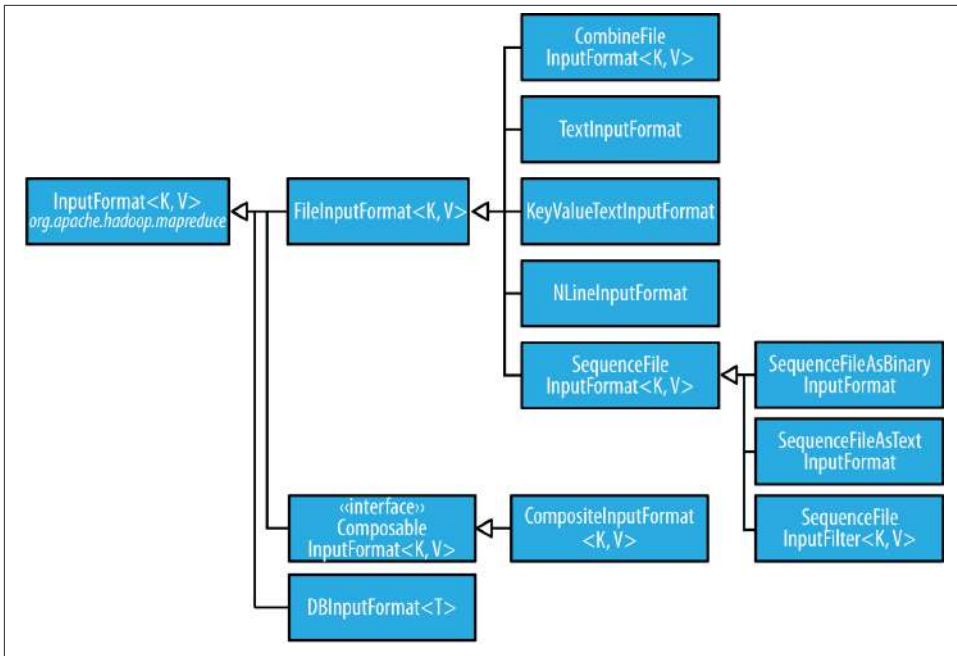 CombineFile
InputFormat<K, V>
TextInputFormat
InputFormat<K, V>
org.apache.hadoop.mapreduce
FileInputFormat<K, V>
KeyValueTextInputFormat
NLineInputFormat
SequenceFile
InputFormat<K, V>
SequenceFileAsBinary
InputFormat
SequenceFileAsText
InputFormat
«interface»
Composable
InputFormat<K, V>
CompositeInputFormat
<K, V>
SequenceFile
InputFilter<K, V>
DBInputFormat<T>